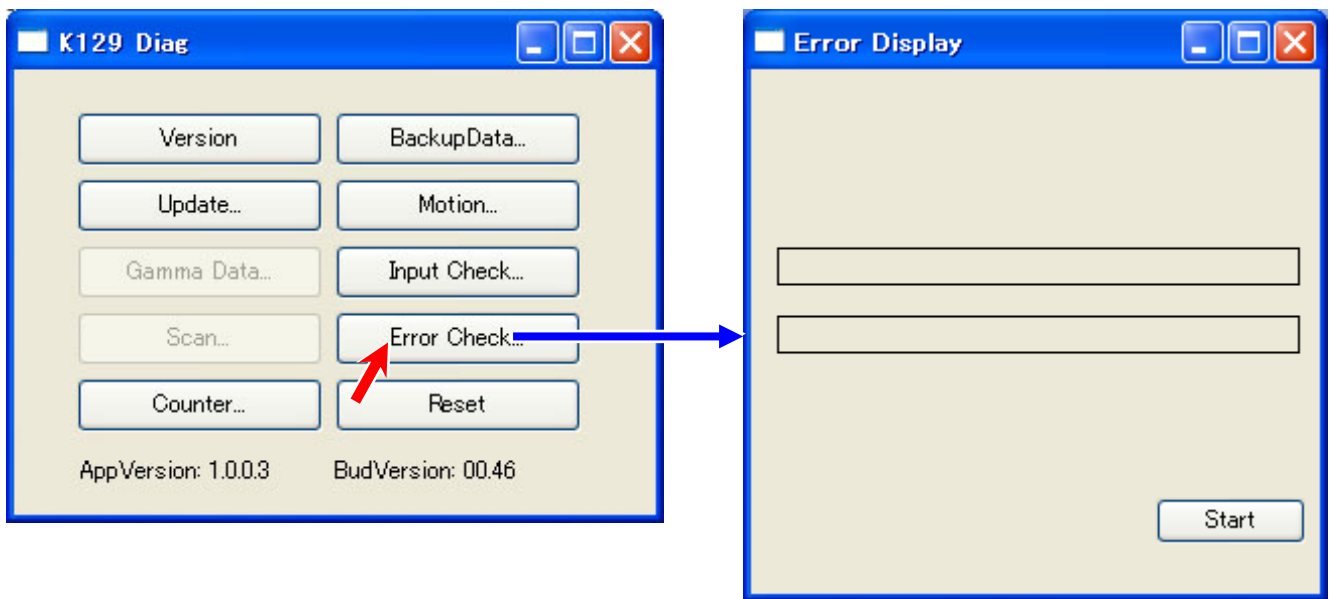 K129 Diag
Version
BackupData...
Update...
Motion...
Gamma Data...
Input Check...
Scan...
Error Check...
Counter...
Reset
AppVersion: 1.0.0.3
BudVersion: 00.46
Error Display
Start